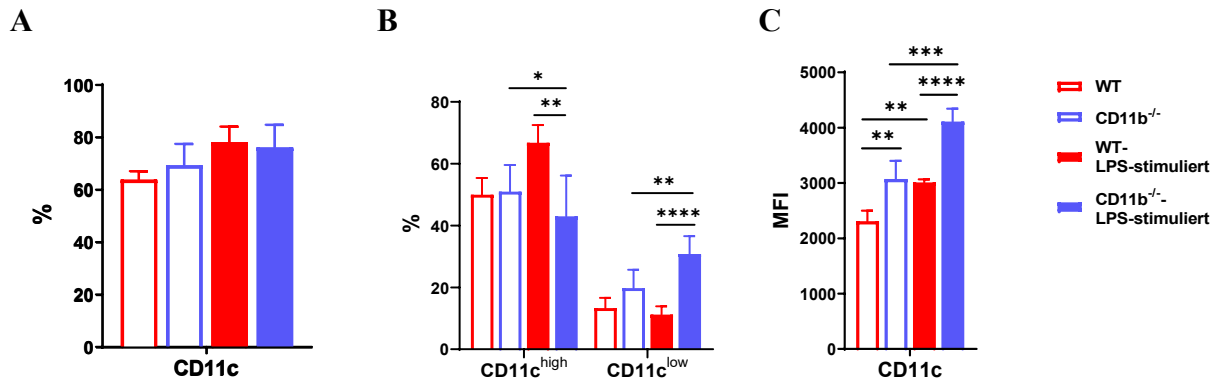 A
B
C
100
80
60
40
20
0
%
CD11c
80
60
40
20
0
%
*
**
**
****
CD11c^high
CD11c^low
5000
4000
3000
2000
1000
0
MFI
***
****
**
**
CD11c
WT
CD11b^-/-
WT-
LPS-stimuliert
CD11b^-/--
LPS-stimuliert